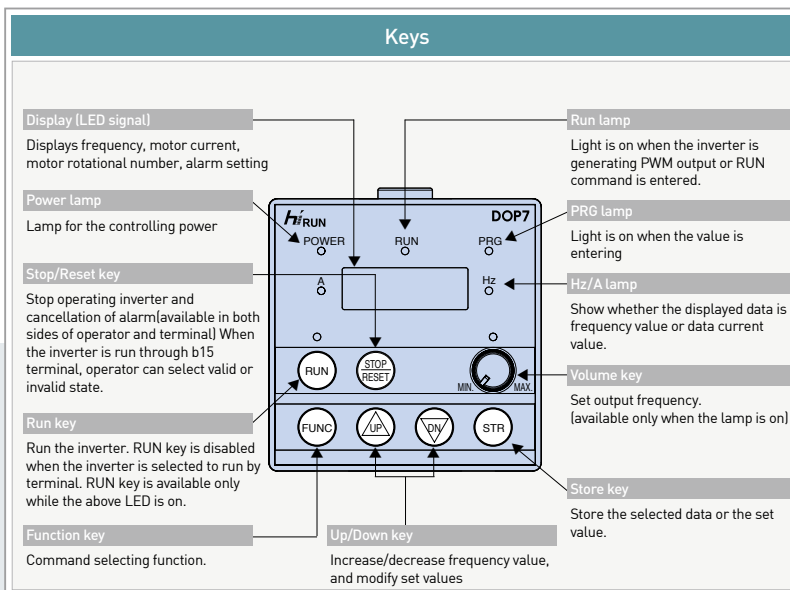 Keys
Display (LED signal)
Displays frequency, motor current,
motor rotational number, alarm setting
Power lamp
Lamp for the controlling power
Stop/Reset key
Stop operating inverter and
cancellation of alarm(available in both
sides of operator and terminal) When
the inverter is run through b15
terminal, operator can select valid or
invalid state.
Run key
Run the inverter. RUN key is disabled
when the inverter is selected to run by
terminal. RUN key is available only
while the above LED is on.
Function key
Command selecting function.
Hi RUN
DOP7
POWER
RUN
PRG
A
Hz
RUN
STOP
RESET
MIN.
MAX.
FUNC
UP
DN
STR
Up/Down key
Increase/decrease frequency value,
and modify set values
Run lamp
Light is on when the inverter is
generating PWM output or RUN
command is entered.
PRG lamp
Light is on when the value is
entering
Hz/A lamp
Show whether the displayed data is
frequency value or data current
value.
Volume key
Set output frequency.
(available only when the lamp is on)
Store key
Store the selected data or the set
value.